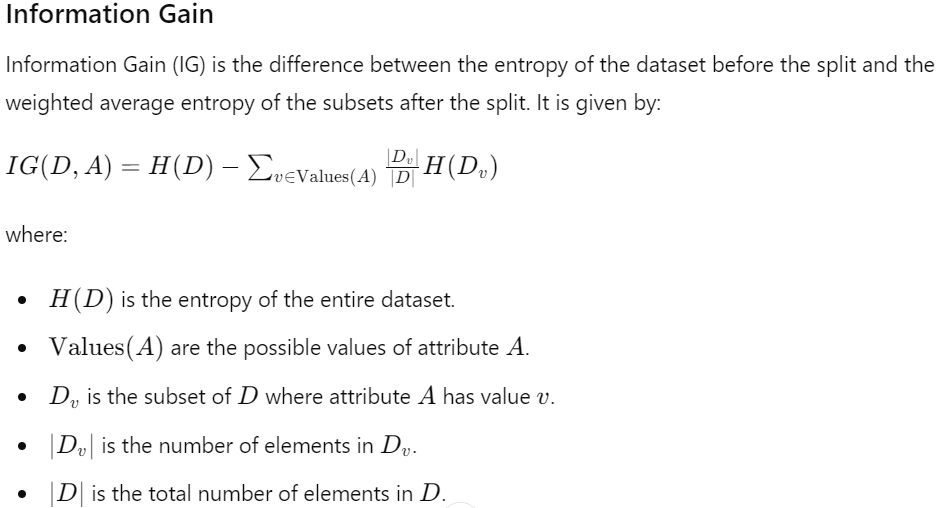 Information Gain
Information Gain (IG) is the difference between the entropy of the dataset before the split and the
weighted average entropy of the subsets after the split. It is given by:
IG(D, A) = H(D) − ∑_{v∈Values(A)} \frac{|D_v|}{|D|} H(D_v)
where:
• H(D) is the entropy of the entire dataset.
• Values(A) are the possible values of attribute A.
• D_v is the subset of D where attribute A has value v.
• |D_v| is the number of elements in D_v.
• |D| is the total number of elements in D.